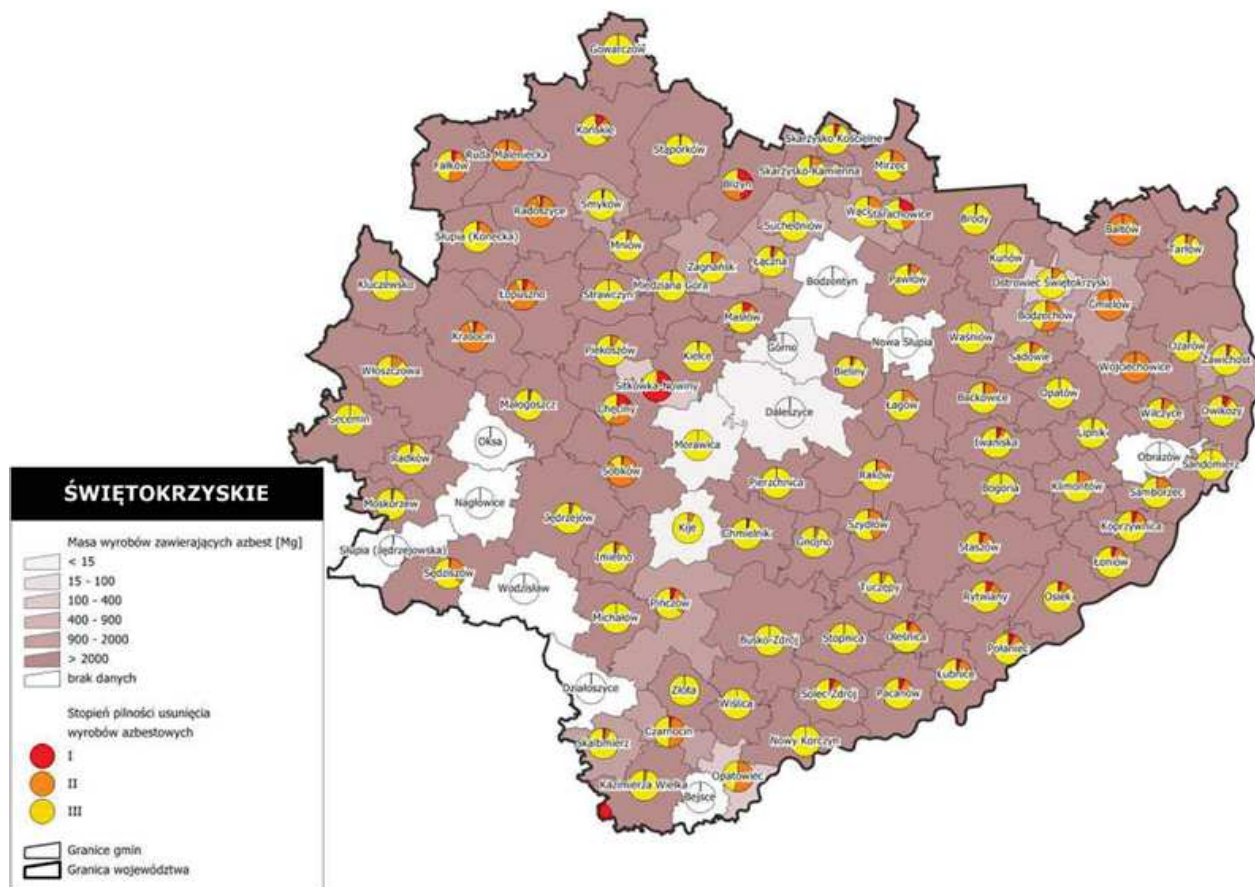 Gowarczów
Końskie
Stąporków
Skarżysko Kościelne
Ruda Maleniecka
Fałków
Skarżysko-Kamienna
Mirzec
Bliżyn
Radoszyce
Smyków
Wąch
Starachowice
Brody
Bałtów
Tarłów
Słupia (Konecka)
Mniów
Suchedniów
Łączna
Zagnańsk
Kunów
Kluczewsko
Łopuszno
Strawczyn
Miedziana Góra
Bodzentyn
Pawłów
Ostrowiec Świętokrzyski
Ćmielów
Bodzechów
Masłów
Krasocin
Piekoszów
Kielce
Górno
Nowa Słupia
Waśniów
Sadowie
Ożarów
Zawichost
Włoszczowa
Sitkówka-Nowiny
Bieliny
Opatów
Wojciechowice
Małogoszcz
Chęciny
Daleszyce
Łagów
Baćkowice
Wilczyce
Dwikozy
Secemin
Oksa
Morawica
Iwaniska
Lipnik
Obrazów
Sandomierz
Radków
Sobków
Pierzchnica
Raków
Bogoria
Klimontów
Samborzec
Moskorzew
Nagłowice
Jędrzejów
Kije
Chmielnik
Gnojno
Szydłów
Staszów
Koprzywnica
Słupia (Jędrzejowska)
Sędziszów
Imielno
Łoniów
Wodzisław
Michałów
Pińczów
Tuczępy
Rytwiany
Osiek
Busko-Zdrój
Stopnica
Oleśnica
Połaniec
Działoszyce
Złota
Wiślica
Solec-Zdrój
Pacanów
Łubnice
Skalbmierz
Czarnocin
Nowy Korczyn
Kazimierza Wielka
Opatowiec
Bejsce
ŚWIĘTOKRZYSKIE
Masa wyrobów zawierających azbest [Mg]
< 15
15 - 100
100 - 400
400 - 900
900 - 2000
> 2000
brak danych
Stopień pilności usunięcia
wyrobów azbestowych
I
II
III
Granice gmin
Granica województwa